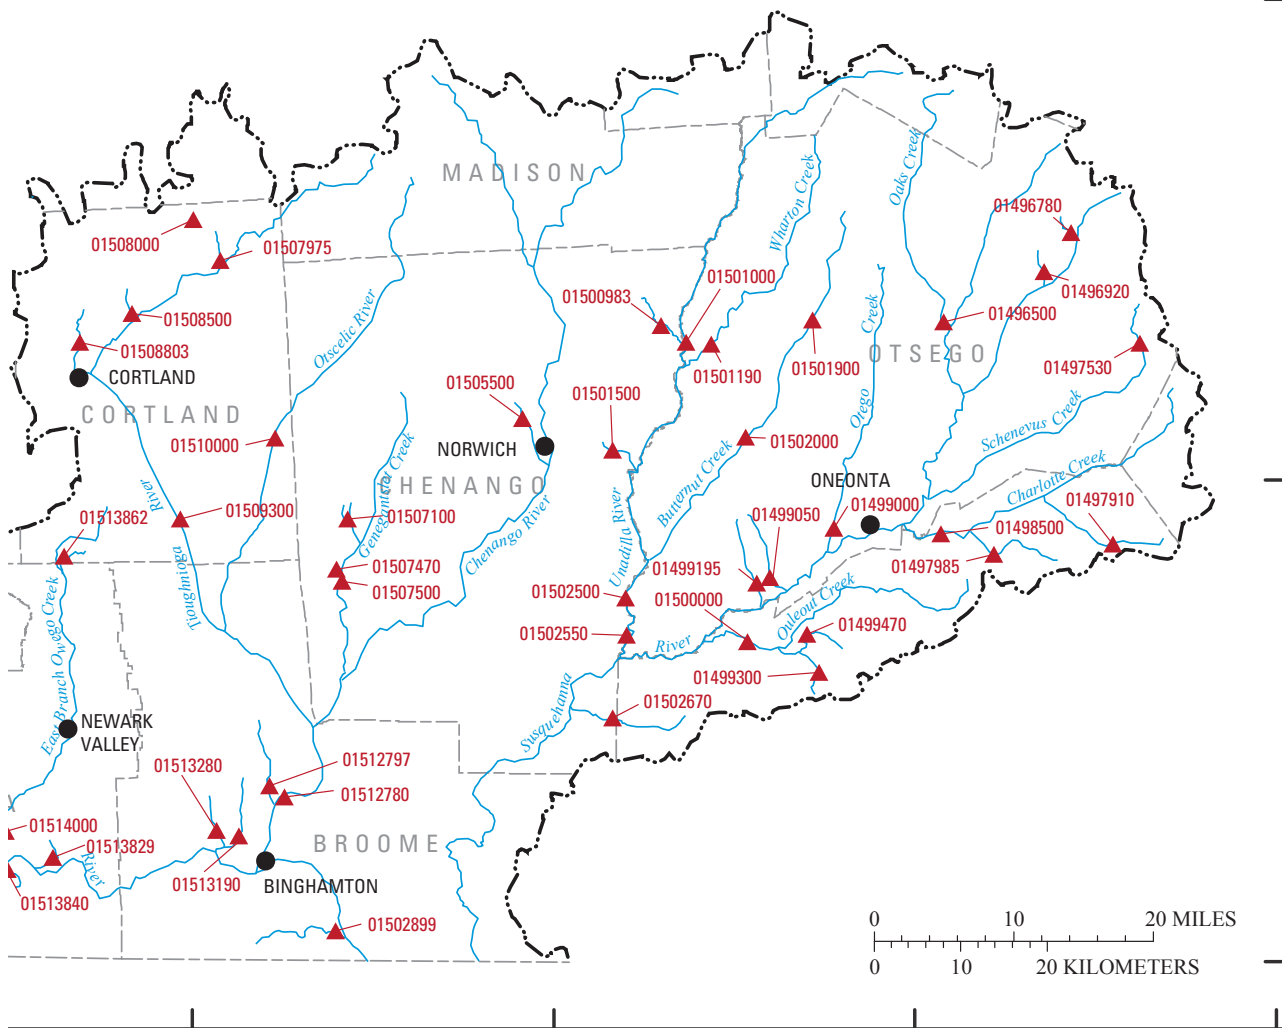 MADISON
Oaks Creek
Wharton Creek
01496780
01508000
01507975
01501000
01500983
01496920
01508500
Otscelic River
Creek
01496500
01508803
CORTLAND
OTSEGO
01501190
01501900
01497530
01501500
01505500
CORTLAND
Otego
Schenevus Creek
01510000
NORWICH
01502000
Butternut Creek
Charlotte Creek
CHENANGO
Genegantslet Creek
ONEONTA
River
01499000
01497910
01513862
01509300
01507100
Chenango River
Unadilla River
01499050
01498500
01507470
01499195
01497985
Tioughnioga
01507500
01502500
01500000
Ouleout Creek
East Branch Owego Creek
01502550
River
01499470
01499300
Susquehanna
01502670
NEWARK
VALLEY
01513280
01512797
01512780
01514000
BROOME
01513829
River
01513190
BINGHAMTON
01513840
01502899
0 10 20 MILES
0 10 20 KILOMETERS